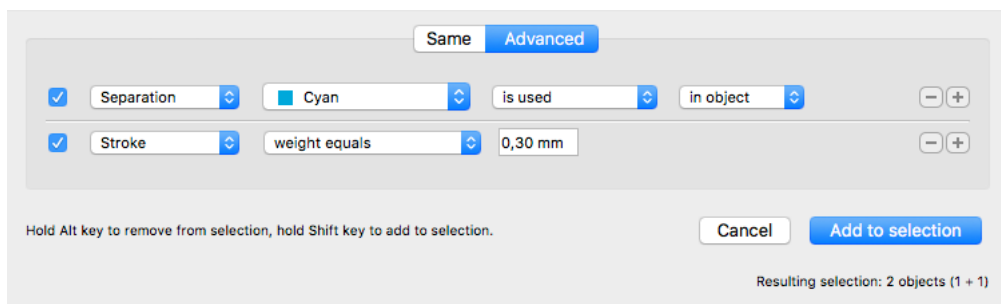 Same Advanced
Separation Cyan is used in object
Stroke weight equals 0,30 mm
Hold Alt key to remove from selection, hold Shift key to add to selection. Cancel Add to selection
Resulting selection: 2 objects (1 + 1)